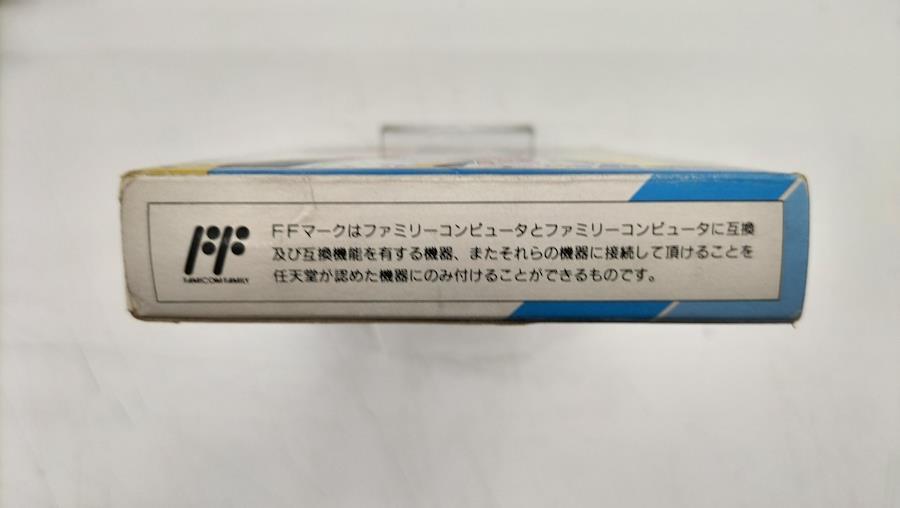 FFマークはファミリーコンピュータとファミリーコンピュータに互換
及び互換機能を有する機器、またそれらの機器に接続して頂けることを
任天堂が認めた機器にのみ付けることができるものです。
FF
FAMICOM FAMILY